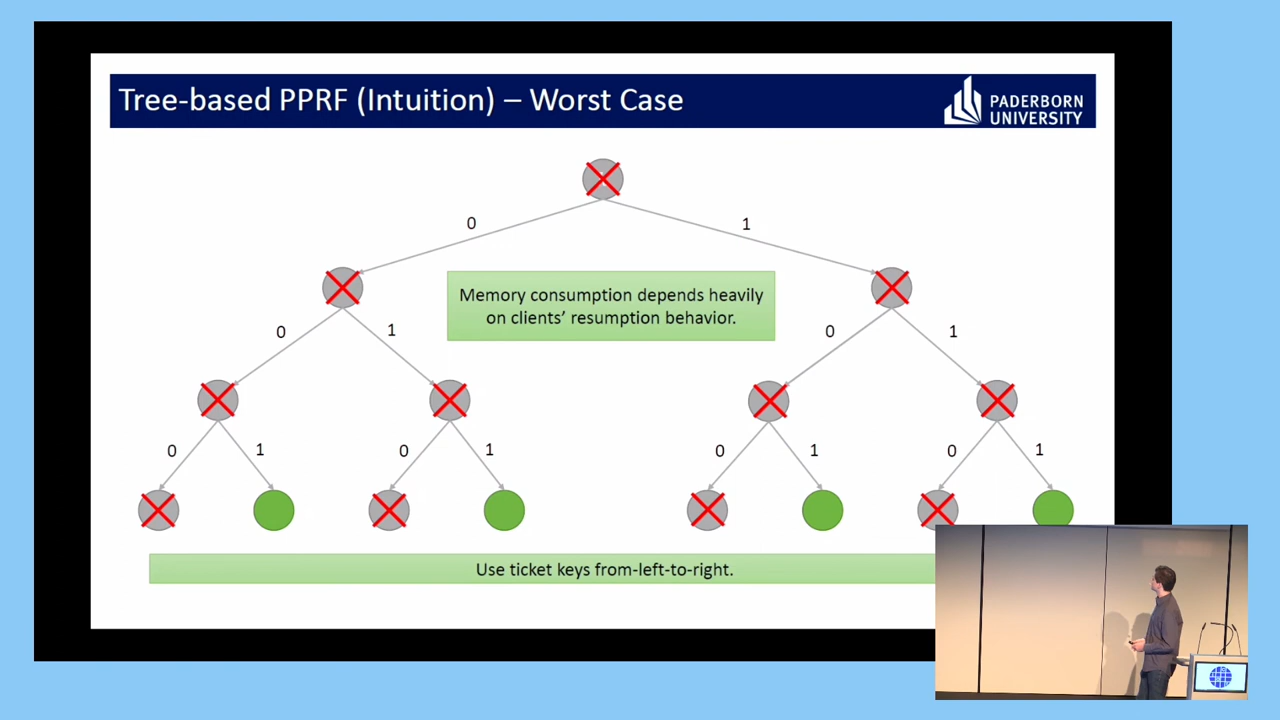 Tree-based PPRF (Intuition) – Worst Case
PADERBORN
UNIVERSITY
0
1
Memory consumption depends heavily
on clients’ resumption behavior.
0
1
0
1
0
1
0
1
0
1
0
1
Use ticket keys from-left-to-right.